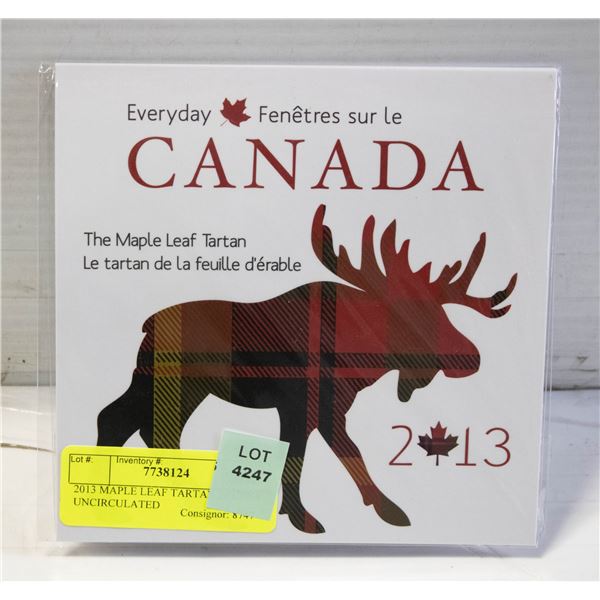 Everyday Fenêtres sur le
CANADA
The Maple Leaf Tartan
Le tartan de la feuille d'érable
2013
Lot #: Inventory #:
7738124
LOT
4247
2013 MAPLE LEAF TARTA
UNCIRCULATED
Consignor: 8747